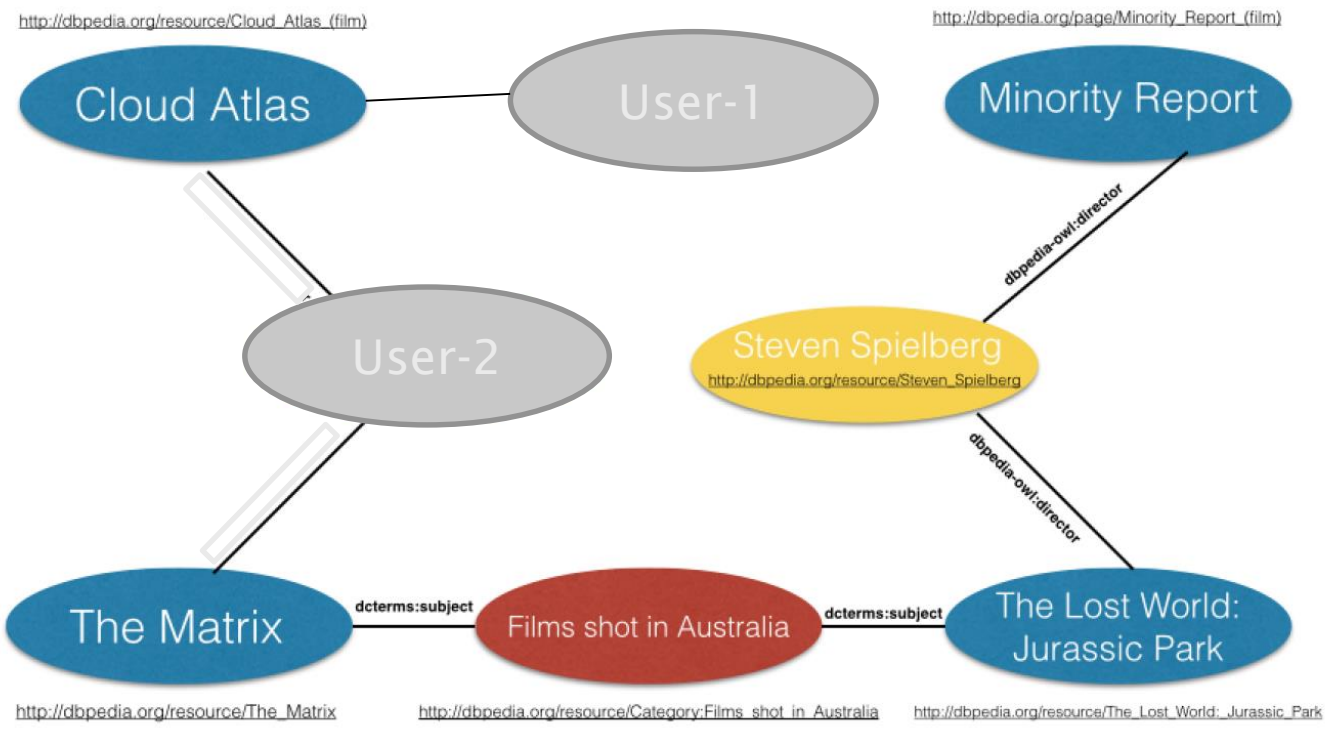 http://dbpedia.org/resource/Cloud_Atlas_(film)
http://dbpedia.org/page/Minority_Report_(film)
Cloud Atlas
User-1
Minority Report
dbpedia-owl:director
User-2
Steven Spielberg
http://dbpedia.org/resource/Steven_Spielberg
dbpedia-owl:director
The Matrix
dcterms:subject
Films shot in Australia
dcterms:subject
The Lost World:
Jurassic Park
http://dbpedia.org/resource/The_Matrix
http://dbpedia.org/resource/Category:Films_shot_in_Australia
http://dbpedia.org/resource/The_Lost_World:_Jurassic_Park